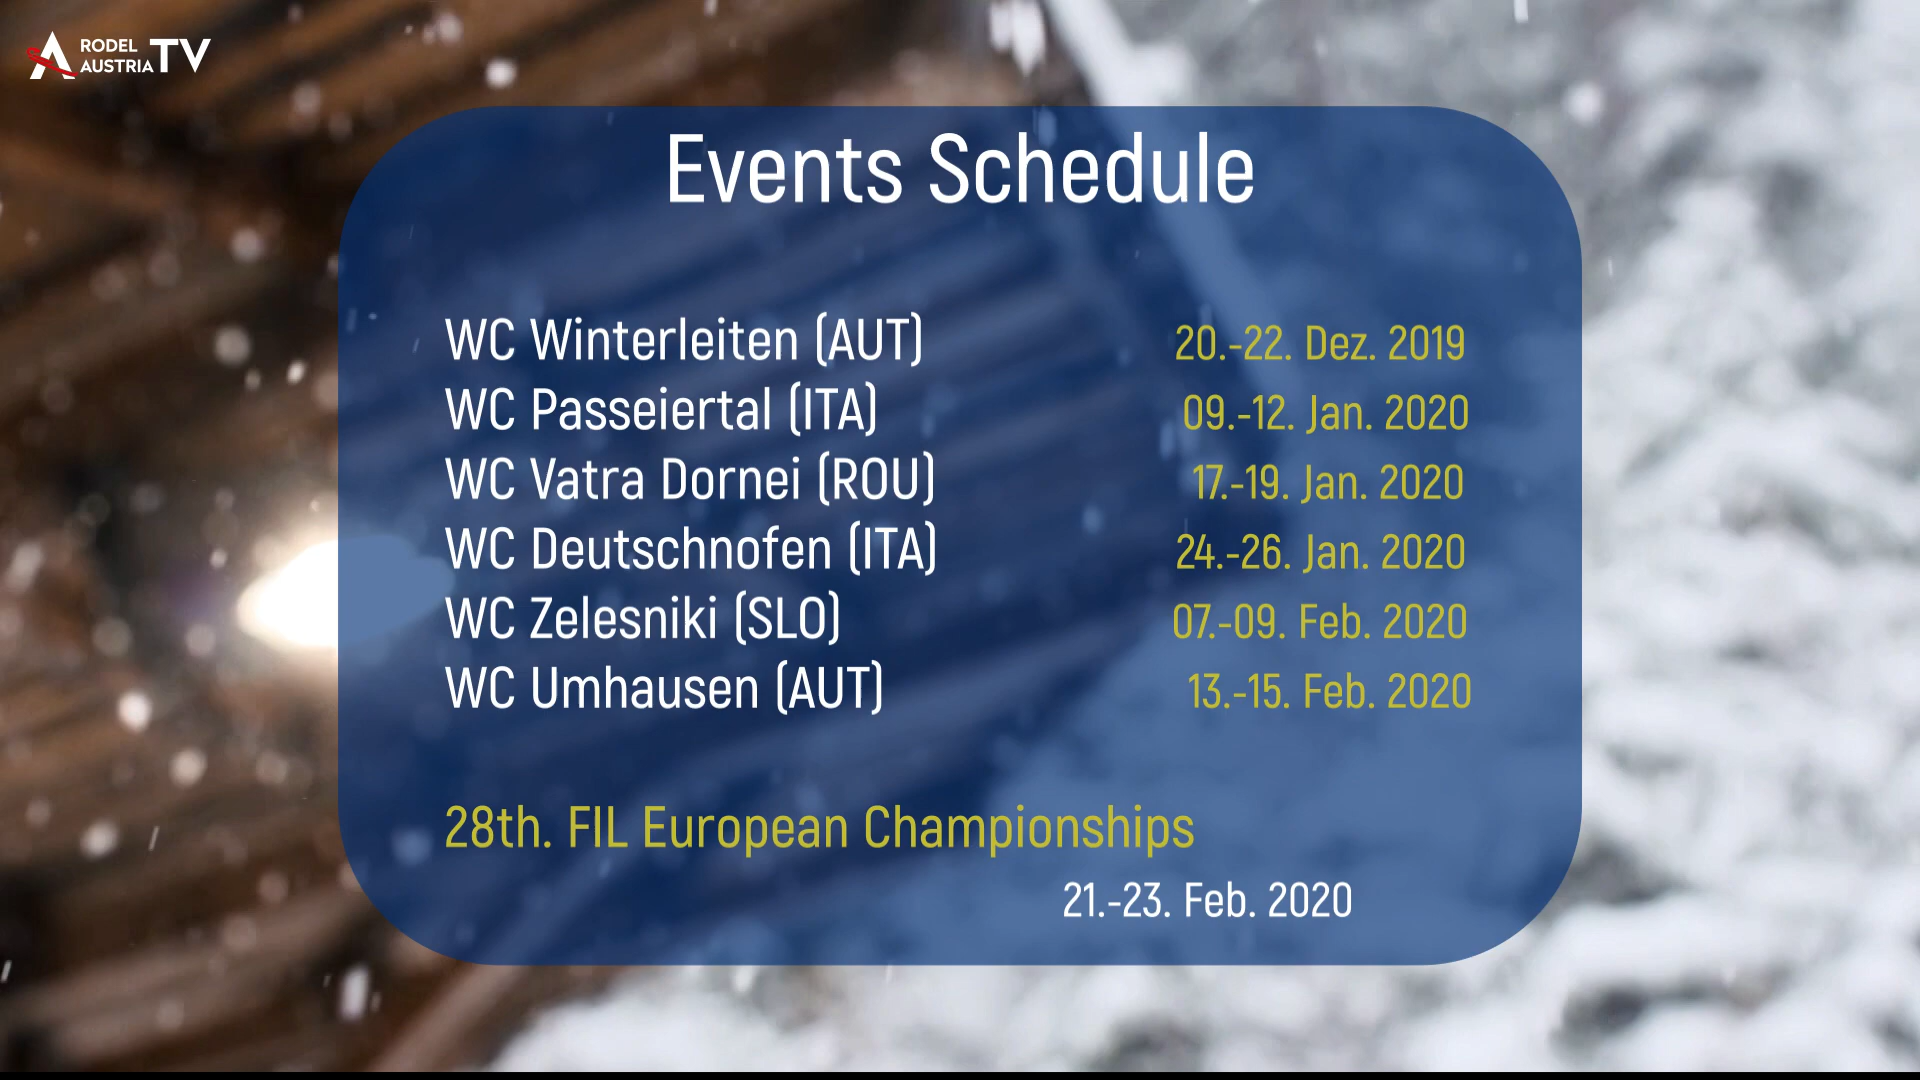 RODEL
AUSTRIA TV
Events Schedule
WC Winterleiten (AUT) 20.-22. Dez. 2019
WC Passeiertal (ITA) 09.-12. Jan. 2020
WC Vatra Dornei (ROU) 17.-19. Jan. 2020
WC Deutschnofen (ITA) 24.-26. Jan. 2020
WC Zelesniki (SLO) 07.-09. Feb. 2020
WC Umhausen (AUT) 13.-15. Feb. 2020
28th. FIL European Championships
21.-23. Feb. 2020